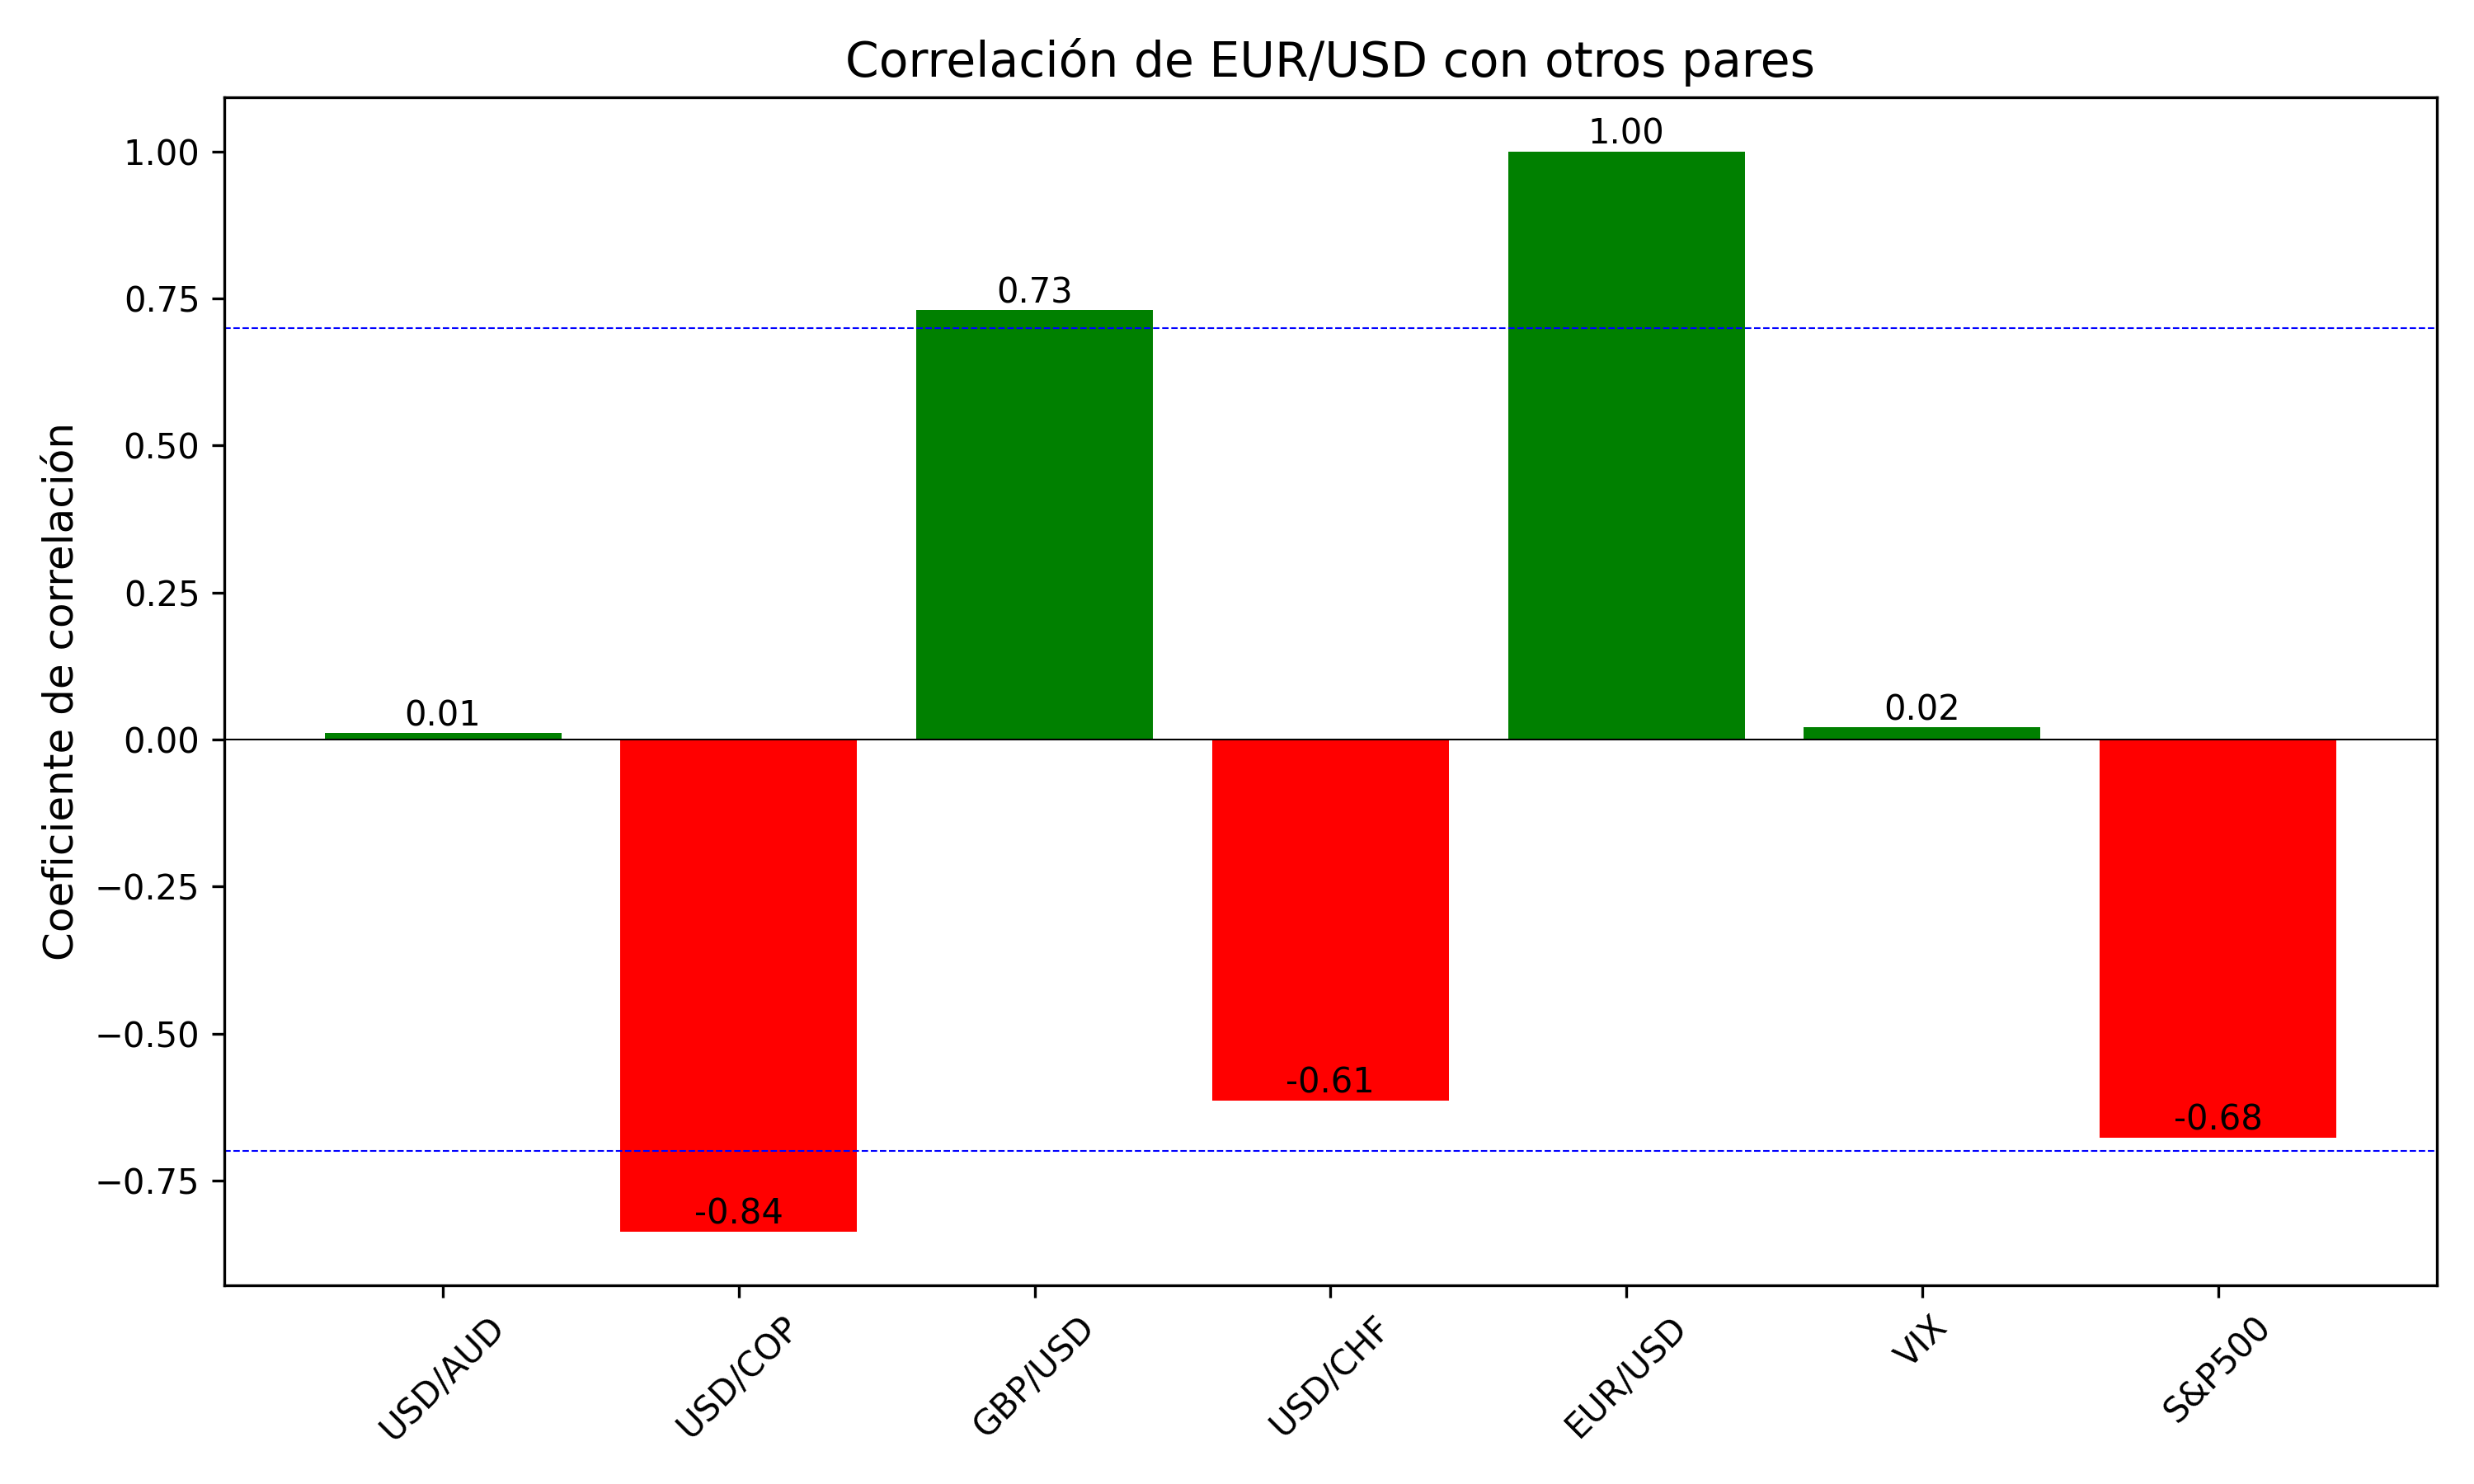 Correlación de EUR/USD con otros pares
Coeficiente de correlación
1.00
0.75
0.50
0.25
0.00
−0.25
−0.50
−0.75
0.01
-0.84
0.73
-0.61
1.00
0.02
-0.68
USD/AUD
USD/COP
GBP/USD
USD/CHF
EUR/USD
VIX
S&P500